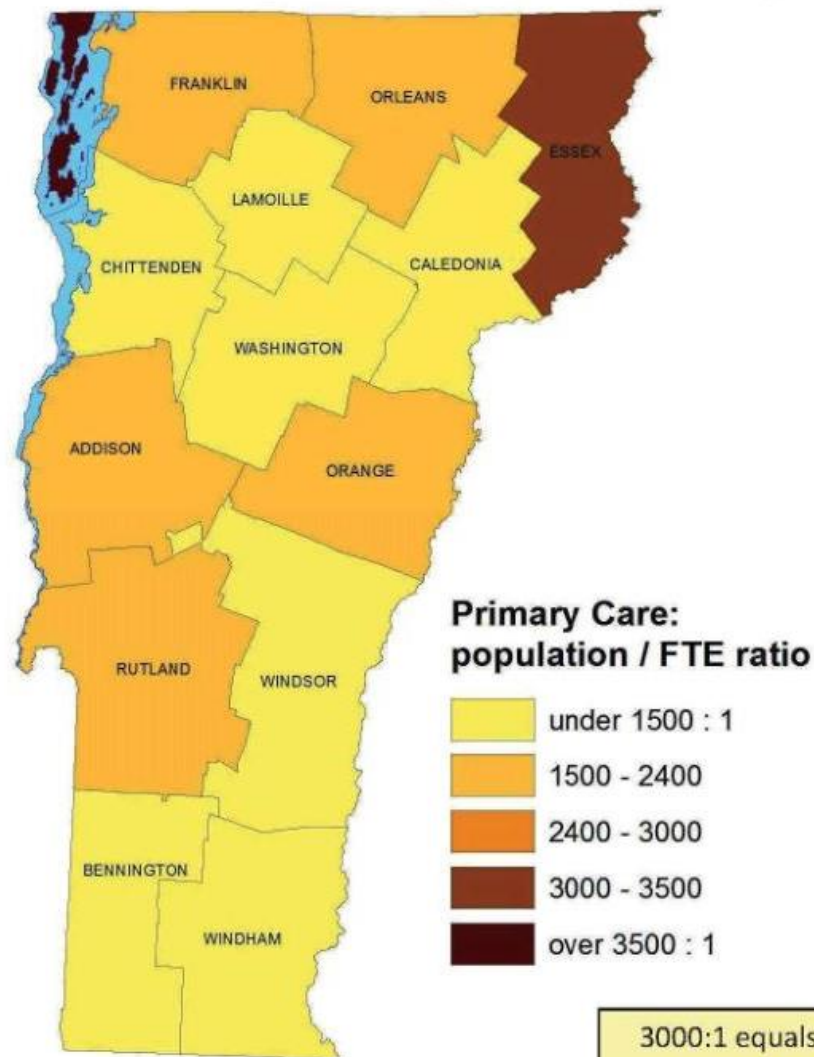 FRANKLIN
ORLEANS
ESSEX
LAMOILLE
CHITTENDEN
CALEDONIA
WASHINGTON
ADDISON
ORANGE
RUTLAND
WINDSOR
BENNINGTON
WINDHAM
Primary Care:
population / FTE ratio
under 1500 : 1
1500 - 2400
2400 - 3000
3000 - 3500
over 3500 : 1
3000:1 equals